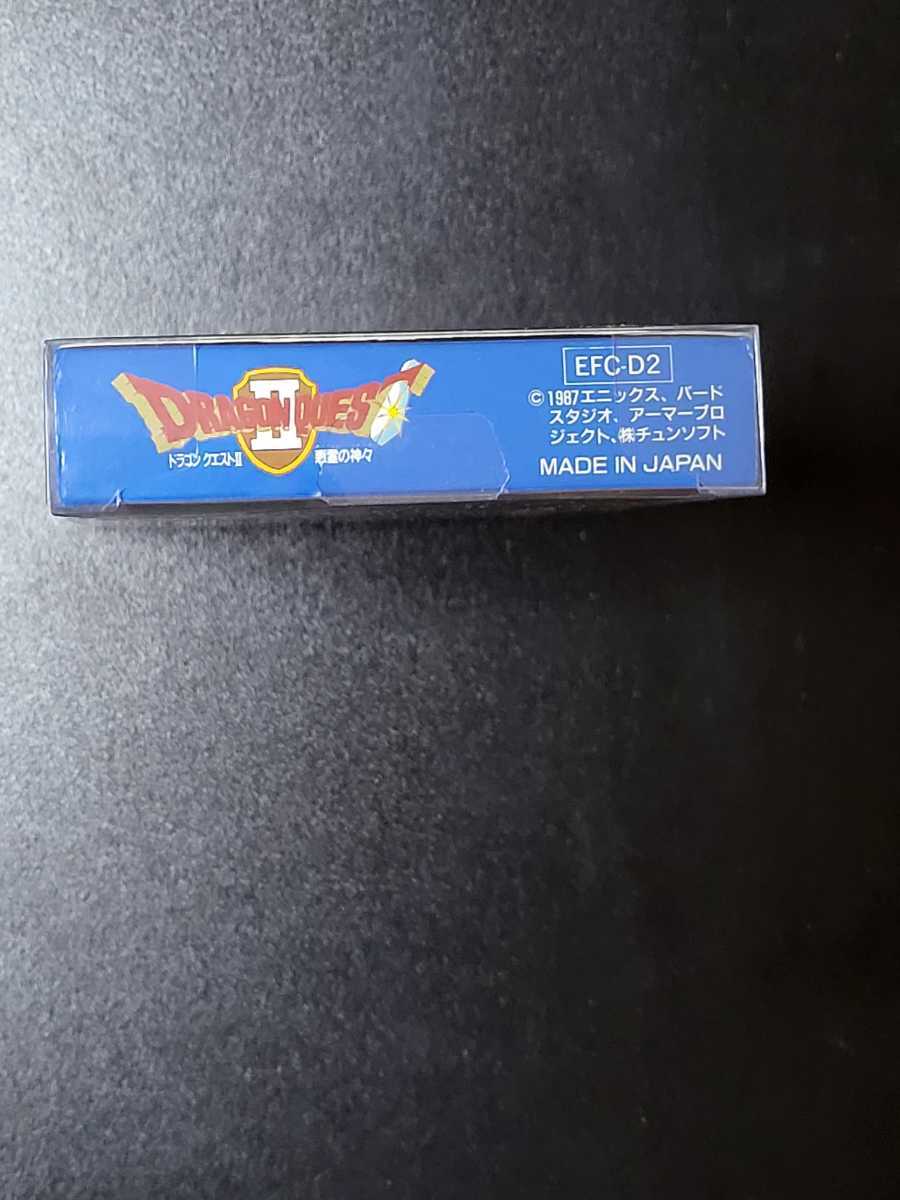 DRAGON QUEST
II
ドラゴン クエストII 悪霊の神々
EFC-D2
©1987エニックス、バード
スタジオ、アーマープロ
ジェクト、㈱チュンソフト
MADE IN JAPAN